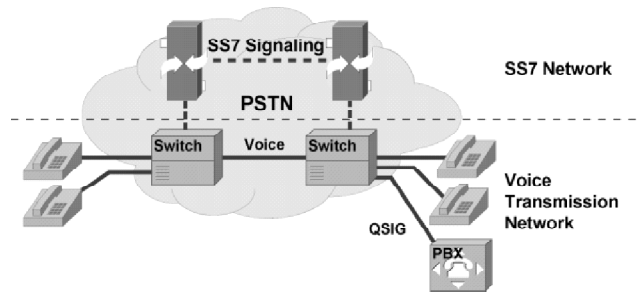 SS7 Signaling
SS7 Network
PSTN
Switch
Voice
Switch
Voice
Transmission
Network
QSIG
PBX